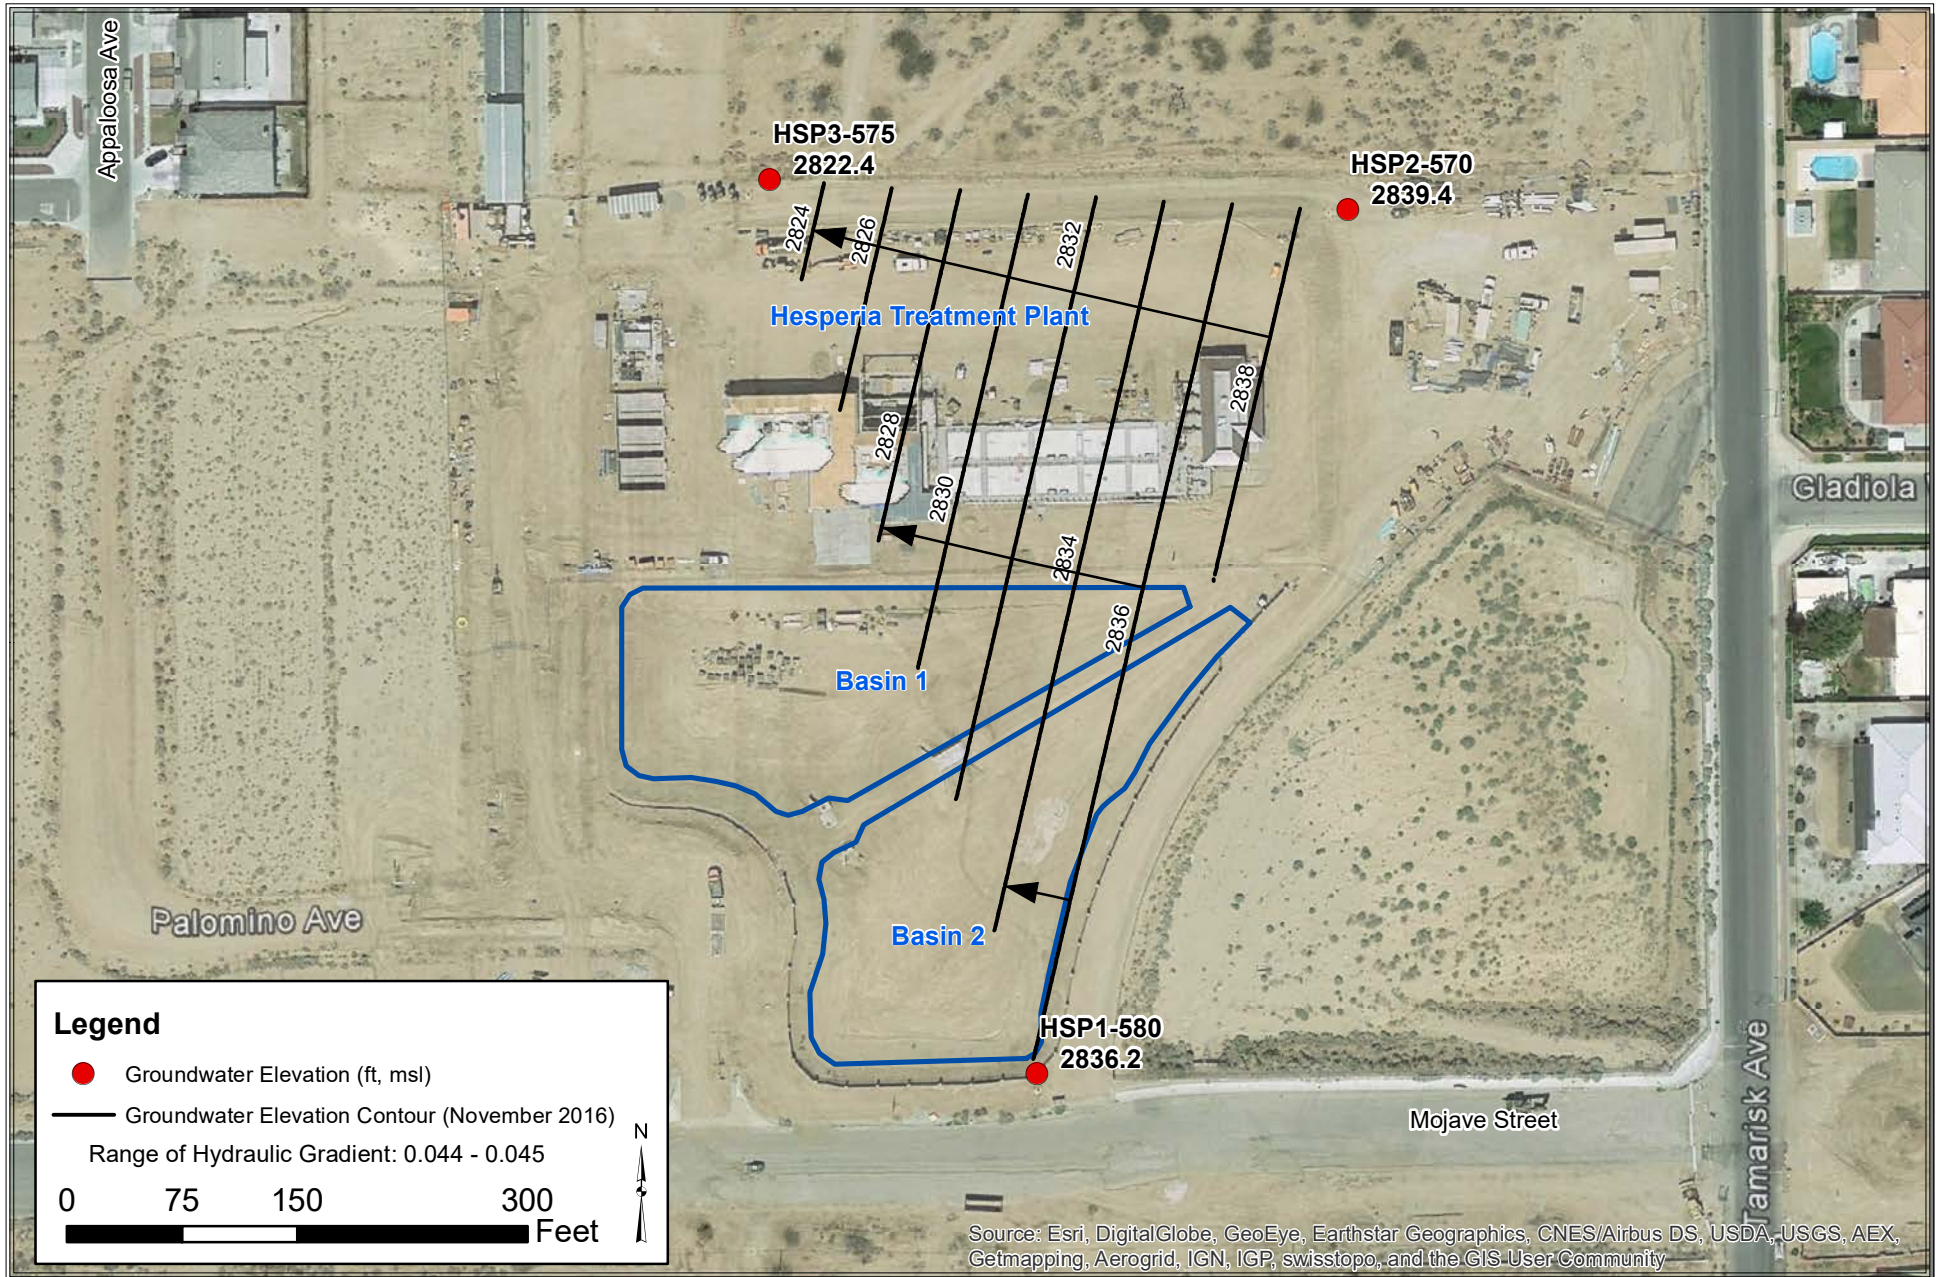 Appaloosa Ave
HSP3-575
2822.4
HSP2-570
2839.4
2824
2826
2832
Hesperia Treatment Plant
2838
2828
2830
Gladiola
2834
2836
Basin 1
Palomino Ave
Basin 2
HSP1-580
2836.2
Mojave Street
Tamarisk Ave
Legend
Groundwater Elevation (ft, msl)
Groundwater Elevation Contour (November 2016)
Range of Hydraulic Gradient: 0.044 - 0.045
N
0 75 150 300
Feet
Source: Esri, DigitalGlobe, GeoEye, Earthstar Geographics, CNES/Airbus DS, USDA, USGS, AEX,
Getmapping, Aerogrid, IGN, IGP, swisstopo, and the GIS User Community